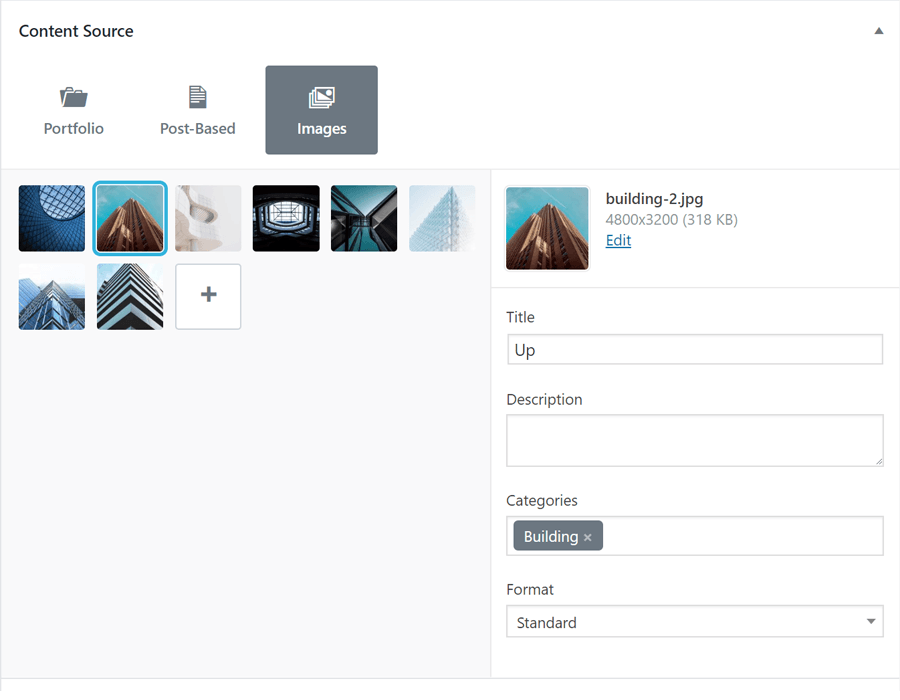 Content Source
Portfolio
Post-Based
Images
building-2.jpg
4800x3200 (318 KB)
Edit
Title
Up
Description
Categories
Building ×
Format
Standard